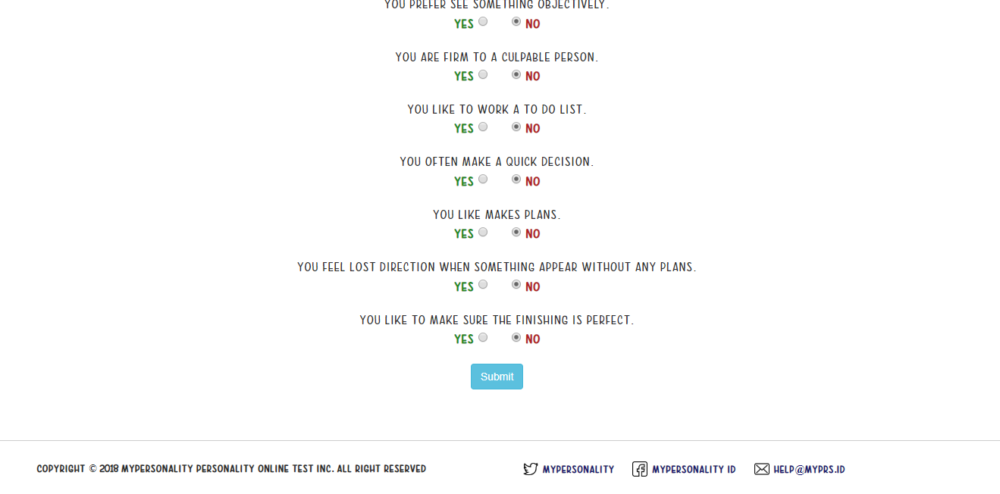 YOU PREFER SEE SOMETHING OBJECTIVELY.
YES NO
YOU ARE FIRM TO A CULPABLE PERSON.
YES NO
YOU LIKE TO WORK A TO DO LIST.
YES NO
YOU OFTEN MAKE A QUICK DECISION.
YES NO
YOU LIKE MAKES PLANS.
YES NO
YOU FEEL LOST DIRECTION WHEN SOMETHING APPEAR WITHOUT ANY PLANS.
YES NO
YOU LIKE TO MAKE SURE THE FINISHING IS PERFECT.
YES NO
Submit
COPYRIGHT © 2018 MYPERSONALITY PERSONALITY ONLINE TEST INC. ALL RIGHT RESERVED MYPERSONALITY MYPERSONALITY ID HELP@MYPRS.ID